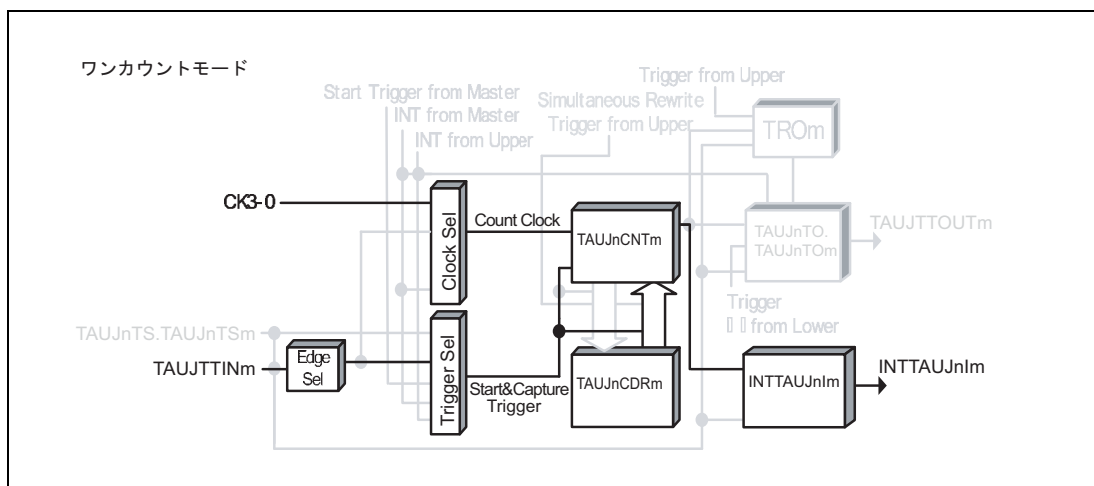 ワンカウントモード
Start Trigger from Master
INT from Master
INT from Upper
Simultaneous Rewrite
Trigger from Upper
Trigger from Upper
TROm
CK3-0
Clock Sel
Count Clock
TAUJnCNTm
TAUJnTO.
TAUJnTOm
TAUJTTOUTm
Trigger
from Lower
TAUJnTS.TAUJnTSm
TAUJTTINm
Edge
Sel
Trigger Sel
Start&Capture
Trigger
TAUJnCDRm
INTTAUJnIm
INTTAUJnIm